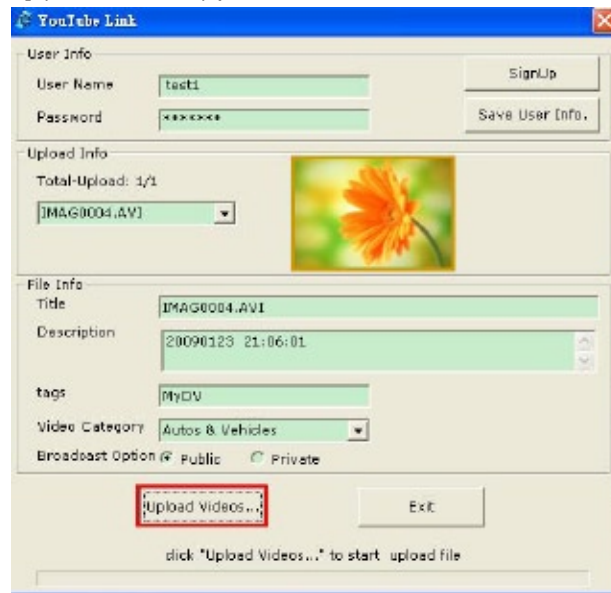 YouTube Link
User Info
User Name test1 SignUp
Password ******* Save User Info.
Upload Info
Total-Upload: 1/1
IMAG0004.AVI
File Info
Title IMAG0004.AVI
Description 20090123 21:06:01
tags MyDV
Video Category Autos & Vehicles
Broadcast Option Public Private
Upload Videos... Exit
click "Upload Videos..." to start upload file